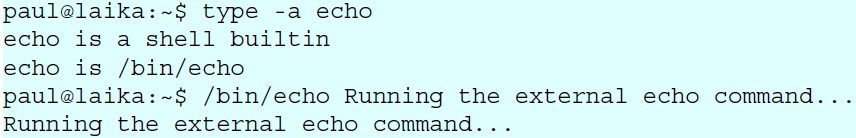 paul@laika:~$ type -a echo
echo is a shell builtin
echo is /bin/echo
paul@laika:~$ /bin/echo Running the external echo command...
Running the external echo command...